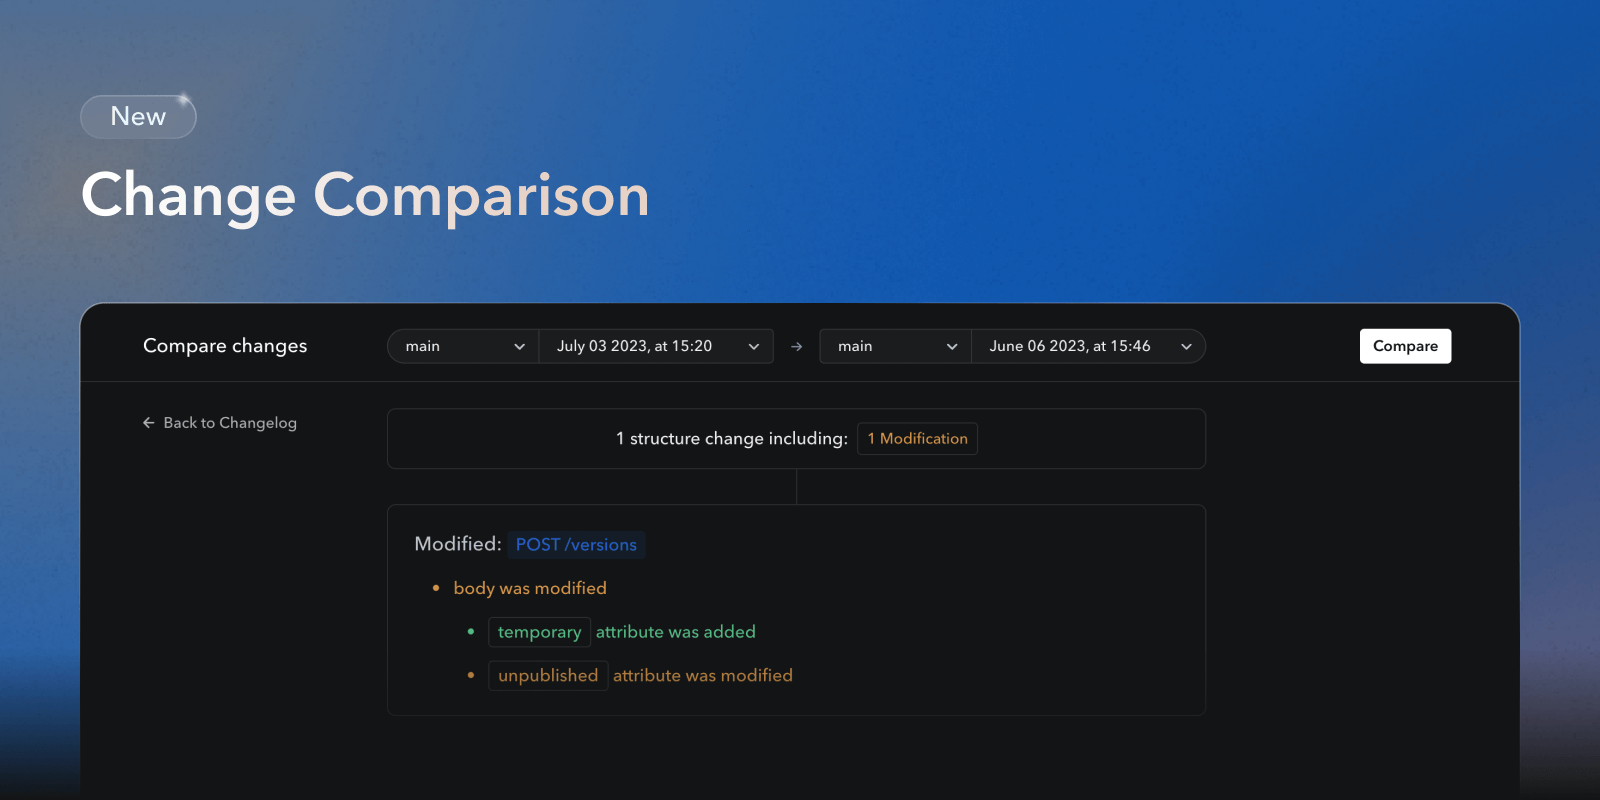 New
Change Comparison
Compare changes
main
July 03 2023, at 15:20
main
June 06 2023, at 15:46
Compare
Back to Changelog
1 structure change including: 1 Modification
Modified: POST /versions
body was modified
temporary attribute was added
unpublished attribute was modified